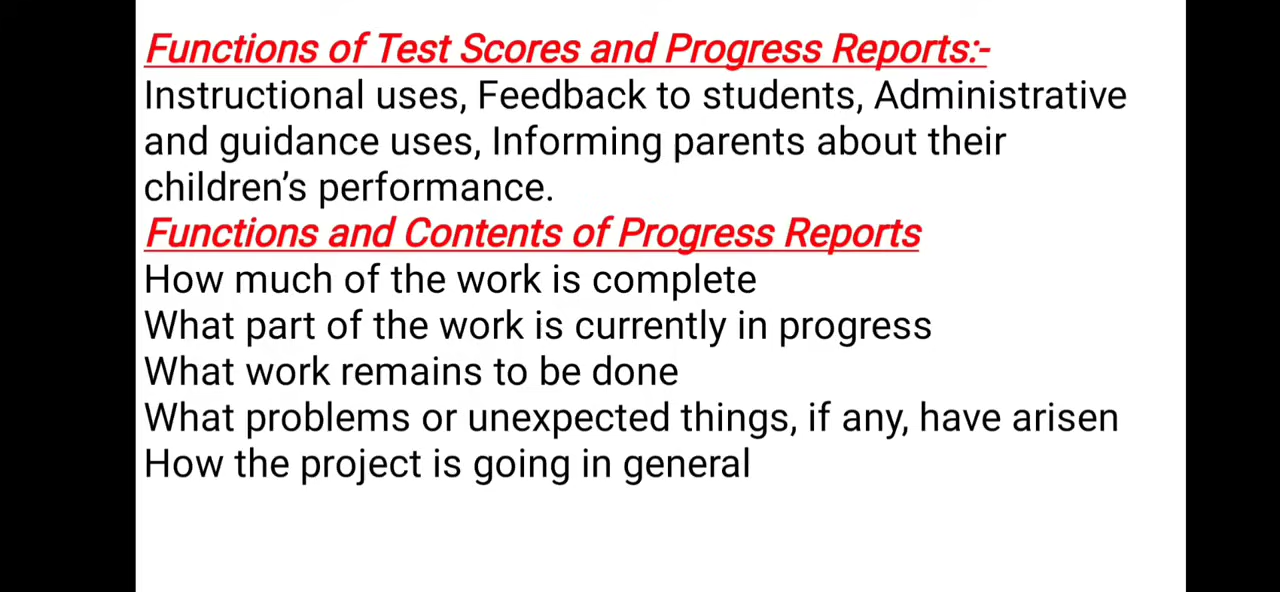 Functions of Test Scores and Progress Reports:-
Instructional uses, Feedback to students, Administrative
and guidance uses, Informing parents about their
children's performance.
Functions and Contents of Progress Reports
How much of the work is complete
What part of the work is currently in progress
What work remains to be done
What problems or unexpected things, if any, have arisen
How the project is going in general